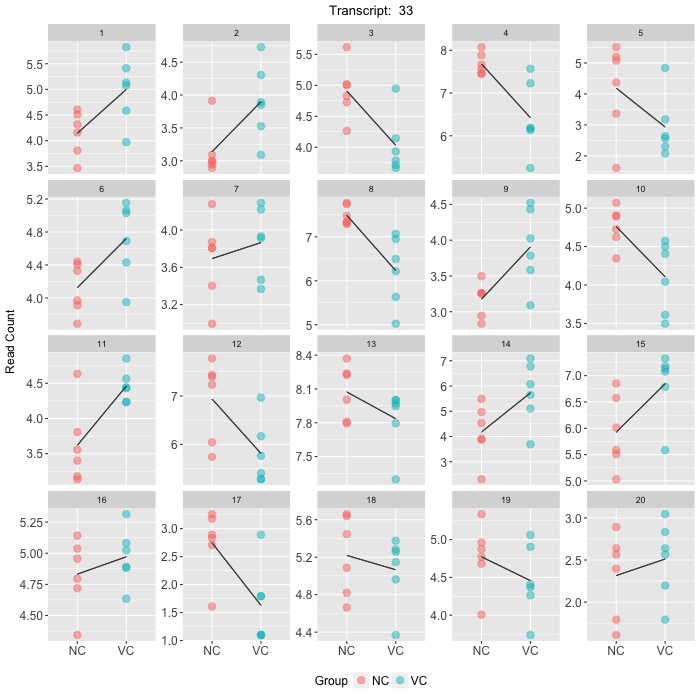 Transcript: 33
1 2 3 4 5
5.5 5.0 4.5 4.0 3.5
4.5 4.0 3.5 3.0
5.5 5.0 4.5 4.0
8 7 6
5 4 3 2
6 7 8 9 10
5.2 4.8 4.4 4.0
4.0 3.6 3.2
7 6 5
4.5 4.0 3.5 3.0
5.0 4.5 4.0 3.5
Read Count
11 12 13 14 15
4.5 4.0 3.5
7 6
8.4 8.1 7.8 7.5
7 6 5 4 3
7.0 6.5 6.0 5.5 5.0
16 17 18 19 20
5.25 5.00 4.75 4.50
3.0 2.5 2.0 1.5 1.0
5.6 5.2 4.8 4.4
5.0 4.5 4.0
3.0 2.5 2.0
NC VC NC VC NC VC NC VC NC VC
Group NC VC